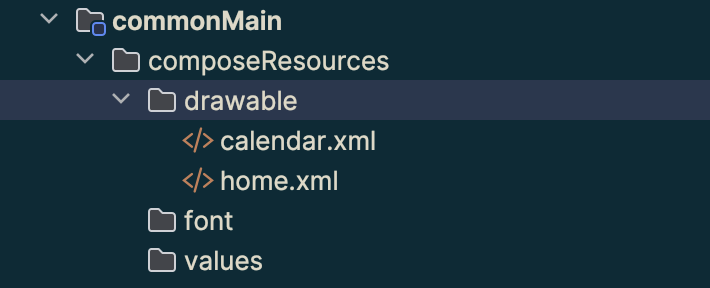 commonMain
composeResources
drawable
calendar.xml
home.xml
font
values